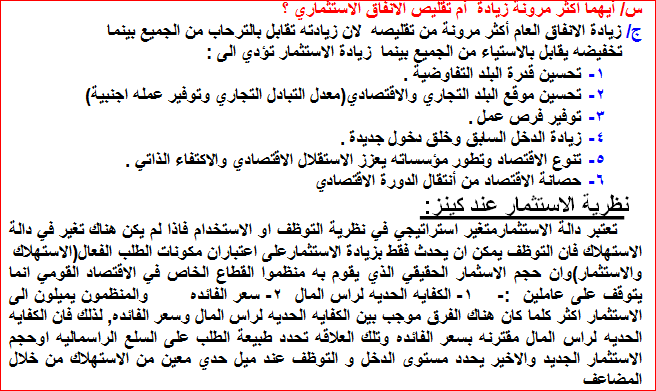 س/ أيهما أكثر مرونة زيادة أم تقليص الانفاق الاستثماري ؟
ج/ زيادة الانفاق العام أكثر مرونة من تقليصه لان زيادته تقابل بالترحاب من الجميع بينما
تخفيضه يقابل بالاستياء من الجميع بينما زيادة الاستثمار تؤدي الى :
١- تحسين قدرة البلد التفاوضية .
٢- تحسين موقع البلد التجاري والاقتصادي(معدل التبادل التجاري وتوفير عمله اجنبية)
٣- توفير فرص عمل .
٤- زيادة الدخل السابق وخلق دخول جديدة .
٥- تنوع الاقتصاد وتطور مؤسساته يعزز الاستقلال الاقتصادي والاكتفاء الذاتي .
٦- حصانة الاقتصاد من أنتقال الدورة الاقتصادي
نظرية الاستثمار عند كينز:
تعتبر دالة الاستثمارمتغير استراتيجي في نظرية التوظف او الاستخدام فاذا لم يكن هناك تغير في دالة
الاستهلاك فان التوظف يمكن ان يحدث فقط بزيادة الاستثمارعلى اعتباران مكونات الطلب الفعال(الاستهلاك
والاستثمار)وان حجم الاسثمار الحقيقي الذي يقوم به منظموا القطاع الخاص في الاقتصاد القومي انما
يتوقف على عاملين :- ١- الكفايه الحديه لراس المال ٢- سعر الفائده والمنظمون يميلون الى
الاستثمار اكثر كلما كان هناك الفرق موجب بين الكفايه الحديه لراس المال وسعر الفائده, لذلك فان الكفايه
الحديه لراس المال مقترنه بسعر الفائده وتلك العلاقه تحدد طبيعة الطلب على السلع الراسماليه اوحجم
الاستثمار الجديد والاخير يحدد مستوى الدخل و التوظف عند ميل حدي معين من الاستهلاك من خلال
المضاعف